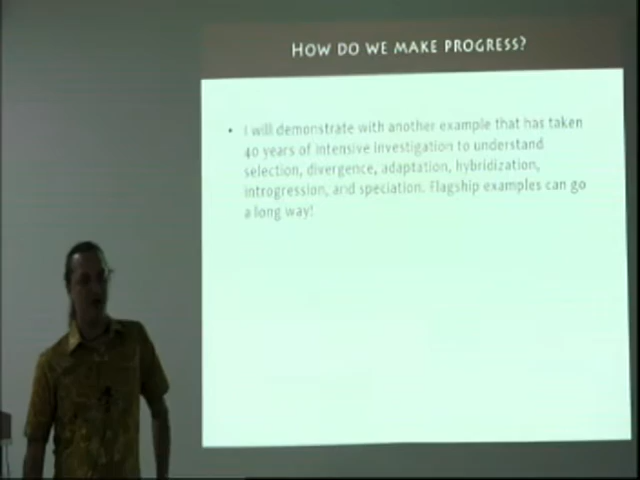 HOW DO WE MAKE PROGRESS?
• I will demonstrate with another example that has taken
40 years of intensive investigation to understand
selection, divergence, adaptation, hybridization,
introgression, and speciation. Flagship examples can go
a long way!